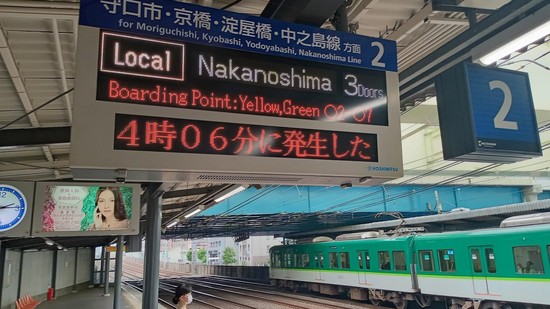 守口市・京橋・淀屋橋・中之島線 方面
for Moriguchishi, Kyobashi, Yodoyabashi, Nakanoshima Line
2
Local Nakanoshima 3Doors
Boarding Point:Yellow,Green
4時06分に発生した
2